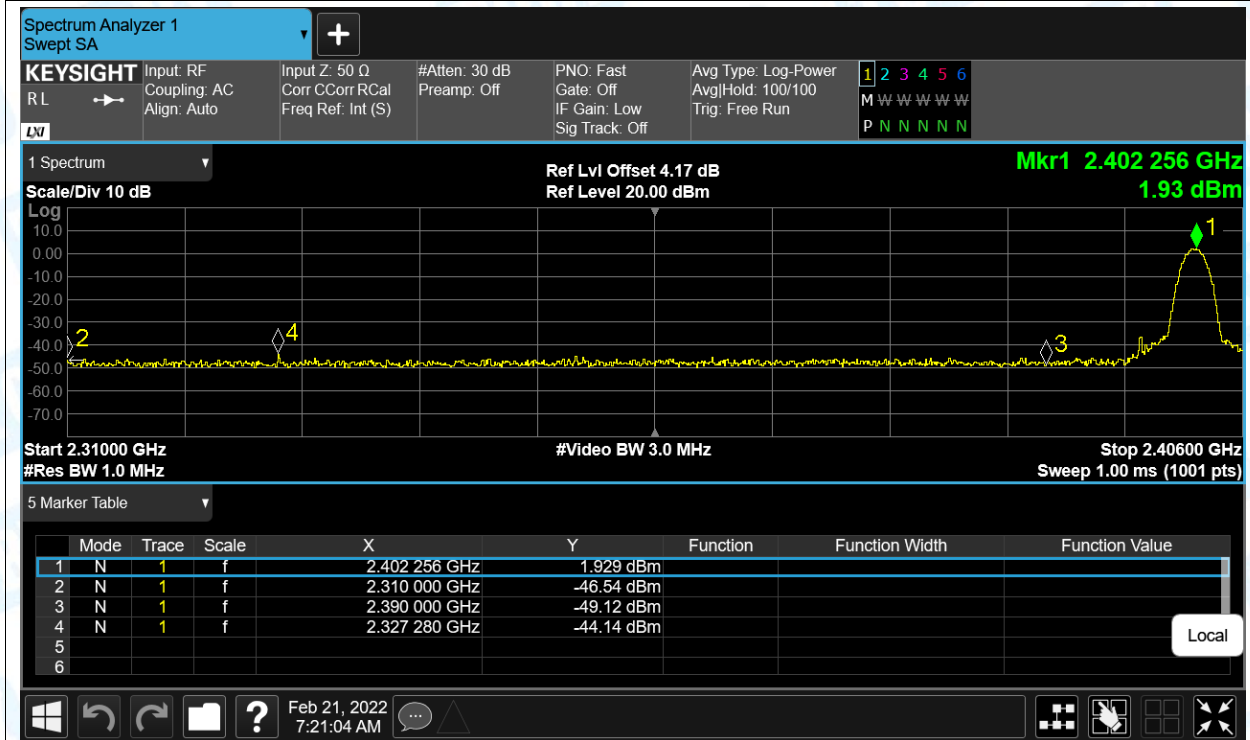 Spectrum Analyzer 1
Swept SA
KEYSIGHT
RL
LXI
Input: RF
Coupling: AC
Align: Auto
Input Z: 50 Ω
Corr CCorr RCal
Freq Ref: Int (S)
#Atten: 30 dB
Preamp: Off
PNO: Fast
Gate: Off
IF Gain: Low
Sig Track: Off
Avg Type: Log-Power
Avg|Hold: 100/100
Trig: Free Run
1 2 3 4 5 6
M W W W W W
P N N N N N
1 Spectrum
Scale/Div 10 dB
Ref Lvl Offset 4.17 dB
Ref Level 20.00 dBm
Mkr1 2.402 256 GHz
1.93 dBm
Log
10.0
0.00
-10.0
-20.0
-30.0
-40.0
-50.0
-60.0
-70.0
1
2
4
3
Start 2.31000 GHz
#Video BW 3.0 MHz
Stop 2.40600 GHz
#Res BW 1.0 MHz
Sweep 1.00 ms (1001 pts)
5 Marker Table
Mode Trace Scale X Y Function Function Width Function Value
1 N 1 f 2.402 256 GHz 1.929 dBm
2 N 1 f 2.310 000 GHz -46.54 dBm
3 N 1 f 2.390 000 GHz -49.12 dBm
4 N 1 f 2.327 280 GHz -44.14 dBm
5
6
Local
?
Feb 21, 2022
7:21:04 AM